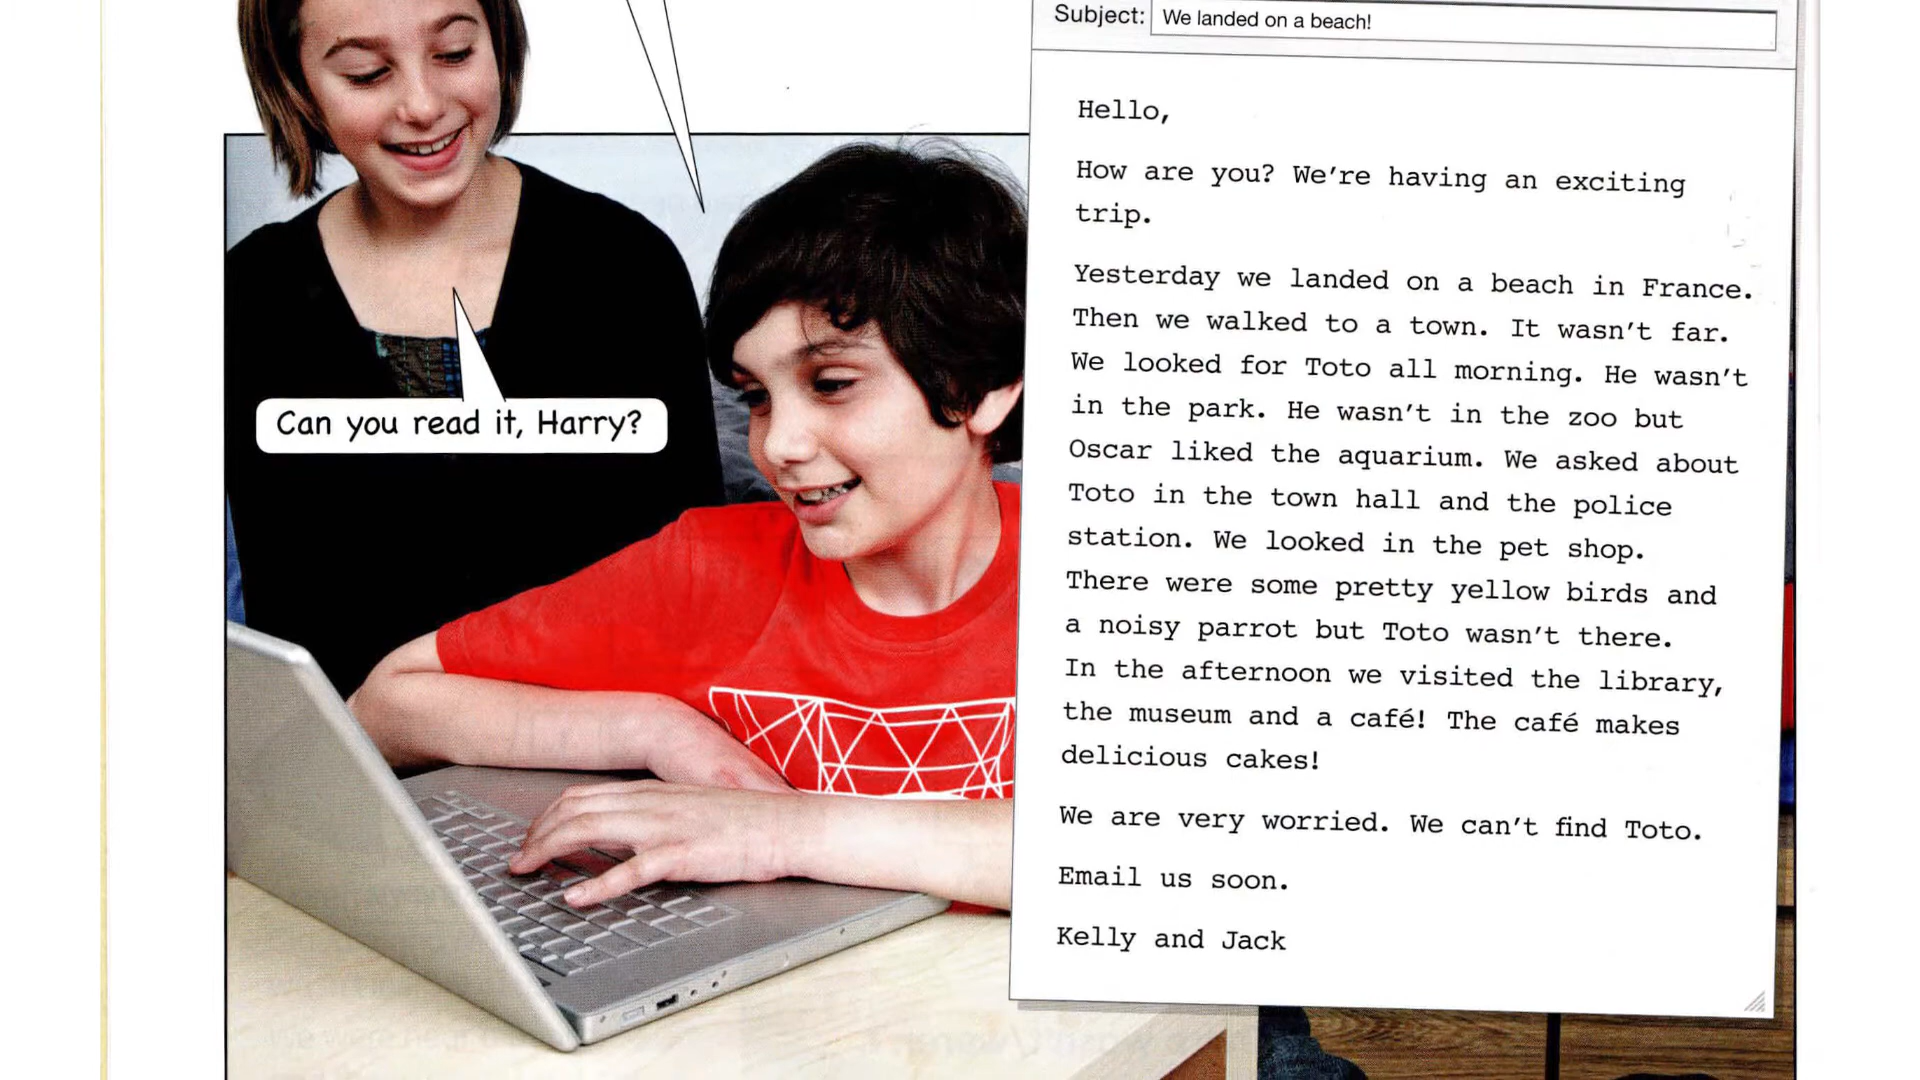 Subject: We landed on a beach!
Hello,
How are you? We're having an exciting
trip.
Yesterday we landed on a beach in France.
Then we walked to a town. It wasn't far.
We looked for Toto all morning. He wasn't
in the park. He wasn't in the zoo but
Oscar liked the aquarium. We asked about
Toto in the town hall and the police
station. We looked in the pet shop.
There were some pretty yellow birds and
a noisy parrot but Toto wasn't there.
In the afternoon we visited the library,
the museum and a café! The café makes
delicious cakes!
We are very worried. We can't find Toto.
Email us soon.
Kelly and Jack
Can you read it, Harry?